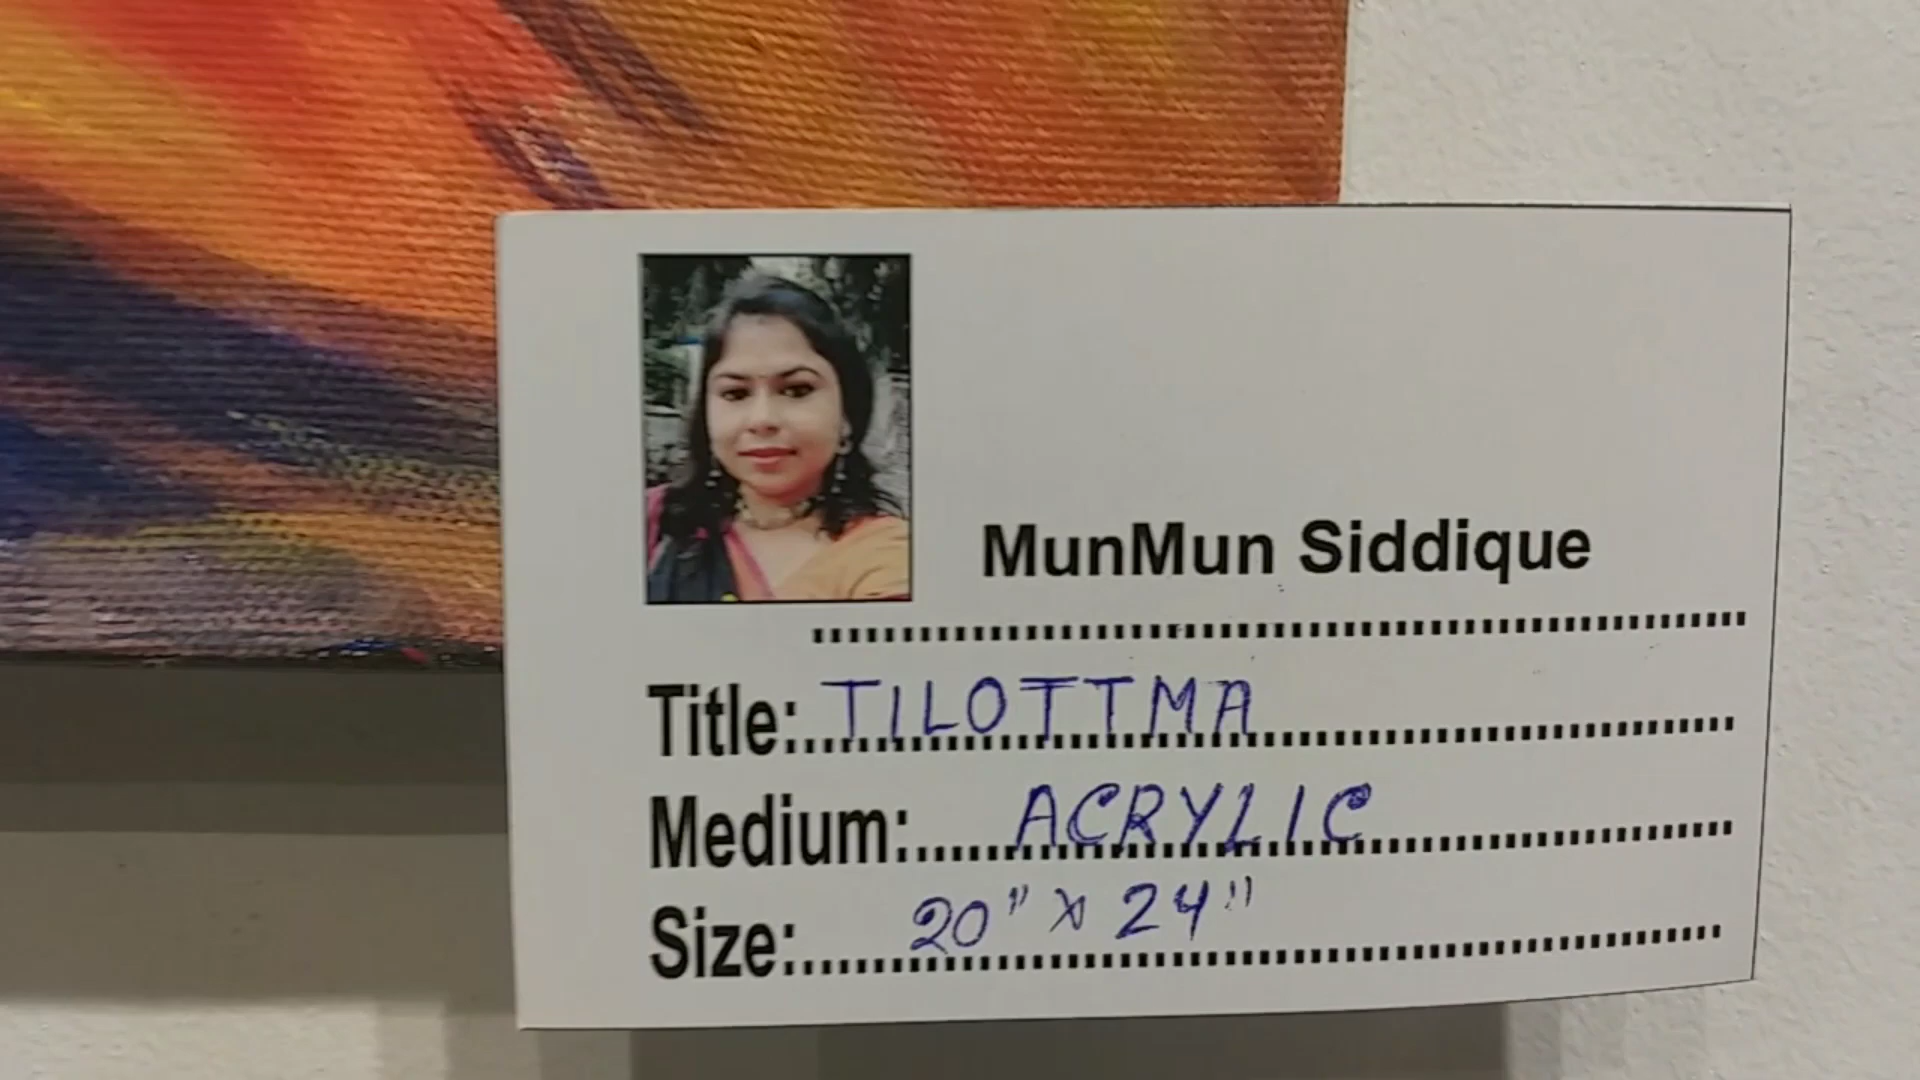 MunMun Siddique
Title: TILOTTMA
Medium: ACRYLIC
Size: 20" x 24"